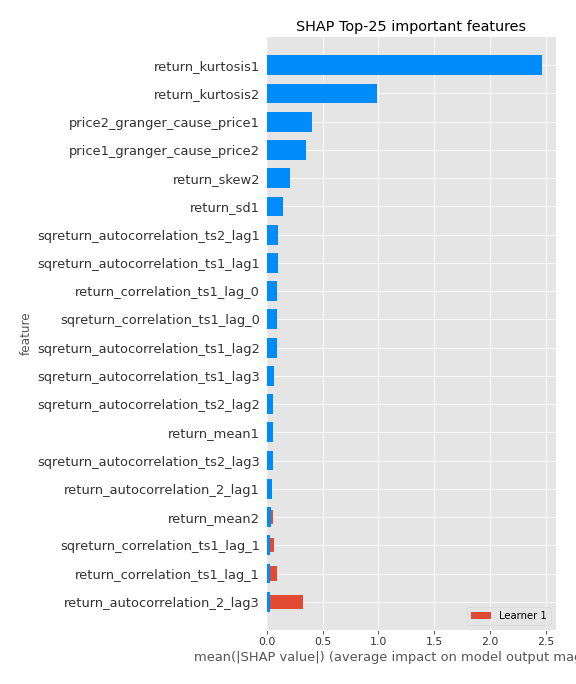 SHAP Top-25 important features
return_kurtosis1
return_kurtosis2
price2_granger_cause_price1
price1_granger_cause_price2
return_skew2
return_sd1
sqreturn_autocorrelation_ts2_lag1
sqreturn_autocorrelation_ts1_lag1
return_correlation_ts1_lag_0
sqreturn_correlation_ts1_lag_0
sqreturn_autocorrelation_ts1_lag2
sqreturn_autocorrelation_ts1_lag3
sqreturn_autocorrelation_ts2_lag2
return_mean1
sqreturn_autocorrelation_ts2_lag3
return_autocorrelation_2_lag1
return_mean2
sqreturn_correlation_ts1_lag_1
return_correlation_ts1_lag_1
return_autocorrelation_2_lag3
feature
Learner 1
0.0 0.5 1.0 1.5 2.0 2.5
mean(|SHAP value|) (average impact on model output mag